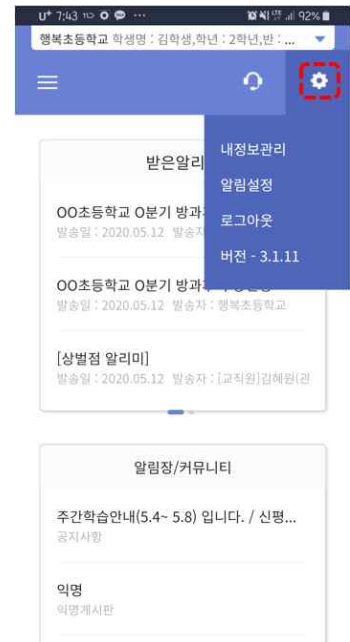 U+ 7:43 ··· 92%
행복초등학교 학생명 : 김학생,학년 : 2학년,반 : ...
내정보관리
알림설정
로그아웃
버전 - 3.1.11
받은알리
OO초등학교 O분기 방과
발송일 : 2020.05.12 발송자
OO초등학교 O분기 방과
발송일 : 2020.05.12 발송자 : 행복초등학교
[상벌점 알리미]
발송일 : 2020.05.12 발송자 : [교직원]김혜원(관
알림장/커뮤니티
주간학습안내(5.4~ 5.8) 입니다. / 신평...
공지사항
익명
익명게시판